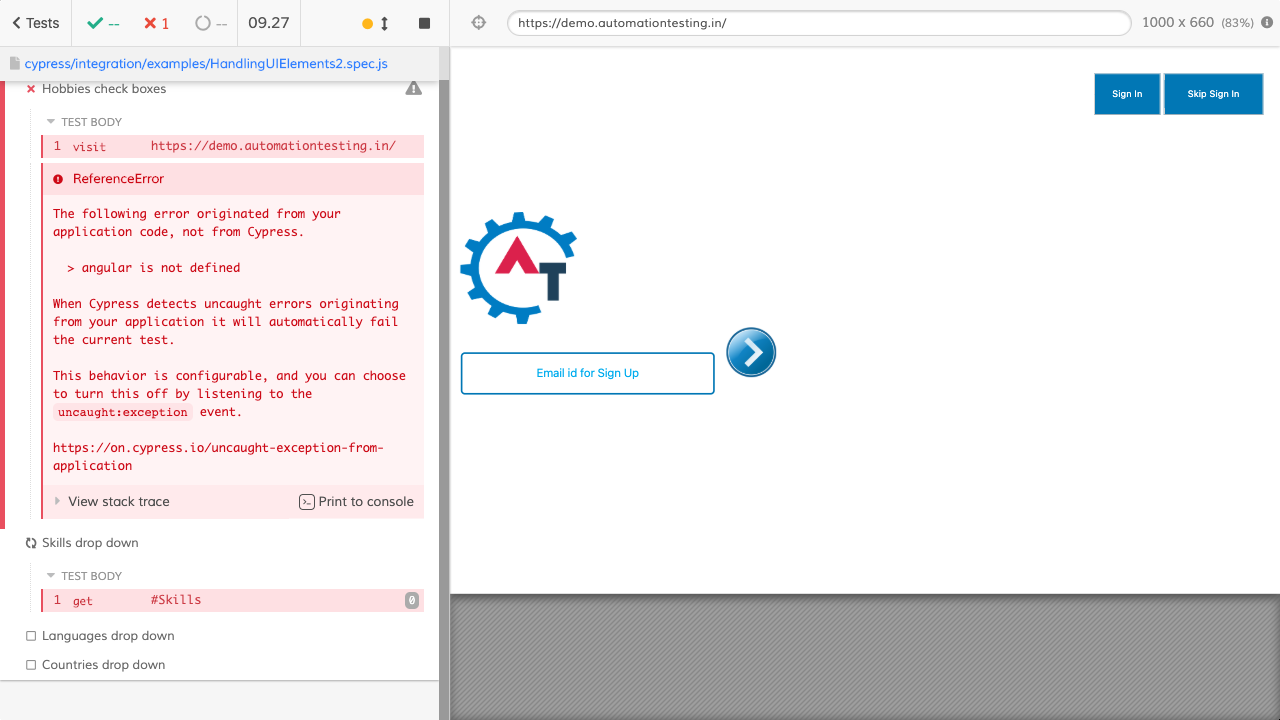 Tests
--
1
--
09.27
https://demo.automationtesting.in/
1000 x 660 (83%)
cypress/integration/examples/HandlingUIElements2.spec.js
Hobbies check boxes
TEST BODY
1 visit https://demo.automationtesting.in/
ReferenceError
The following error originated from your
application code, not from Cypress.
> angular is not defined
When Cypress detects uncaught errors originating
from your application it will automatically fail
the current test.
This behavior is configurable, and you can choose
to turn this off by listening to the
uncaught:exception event.
https://on.cypress.io/uncaught-exception-from-
application
View stack trace
Print to console
Skills drop down
TEST BODY
1 get #Skills 0
Languages drop down
Countries drop down
Sign In
Skip Sign In
AT
Email id for Sign Up